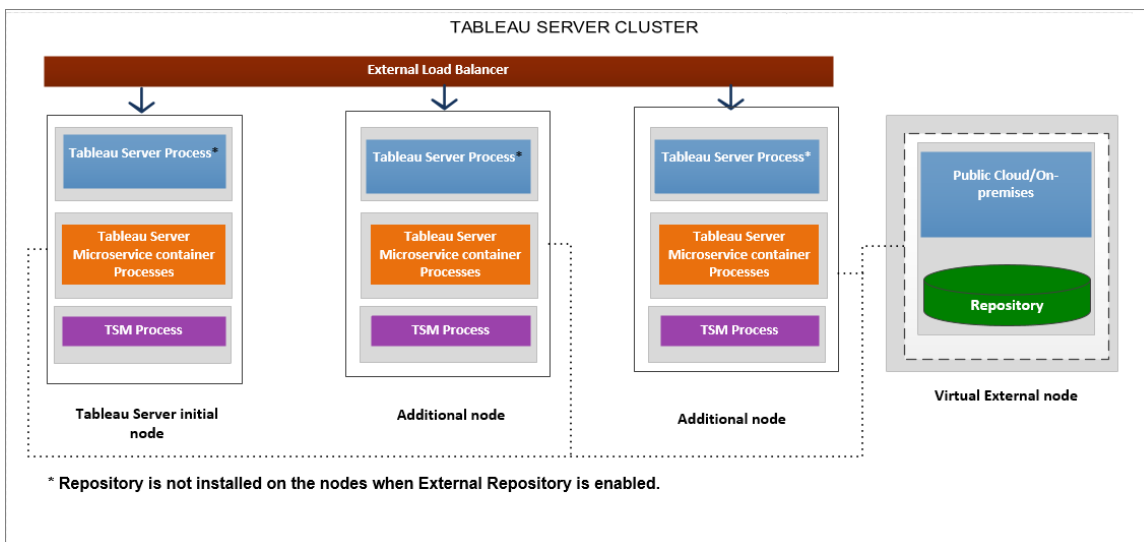 TABLEAU SERVER CLUSTER
External Load Balancer
Tableau Server Process*
Tableau Server
Microservice container
Processes
TSM Process
Tableau Server initial
node
Tableau Server Process*
Tableau Server
Microservice container
Processes
TSM Process
Additional node
Tableau Server Process*
Tableau Server
Microservice container
Processes
TSM Process
Additional node
Public Cloud/On-
premises
Repository
Virtual External node
* Repository is not installed on the nodes when External Repository is enabled.